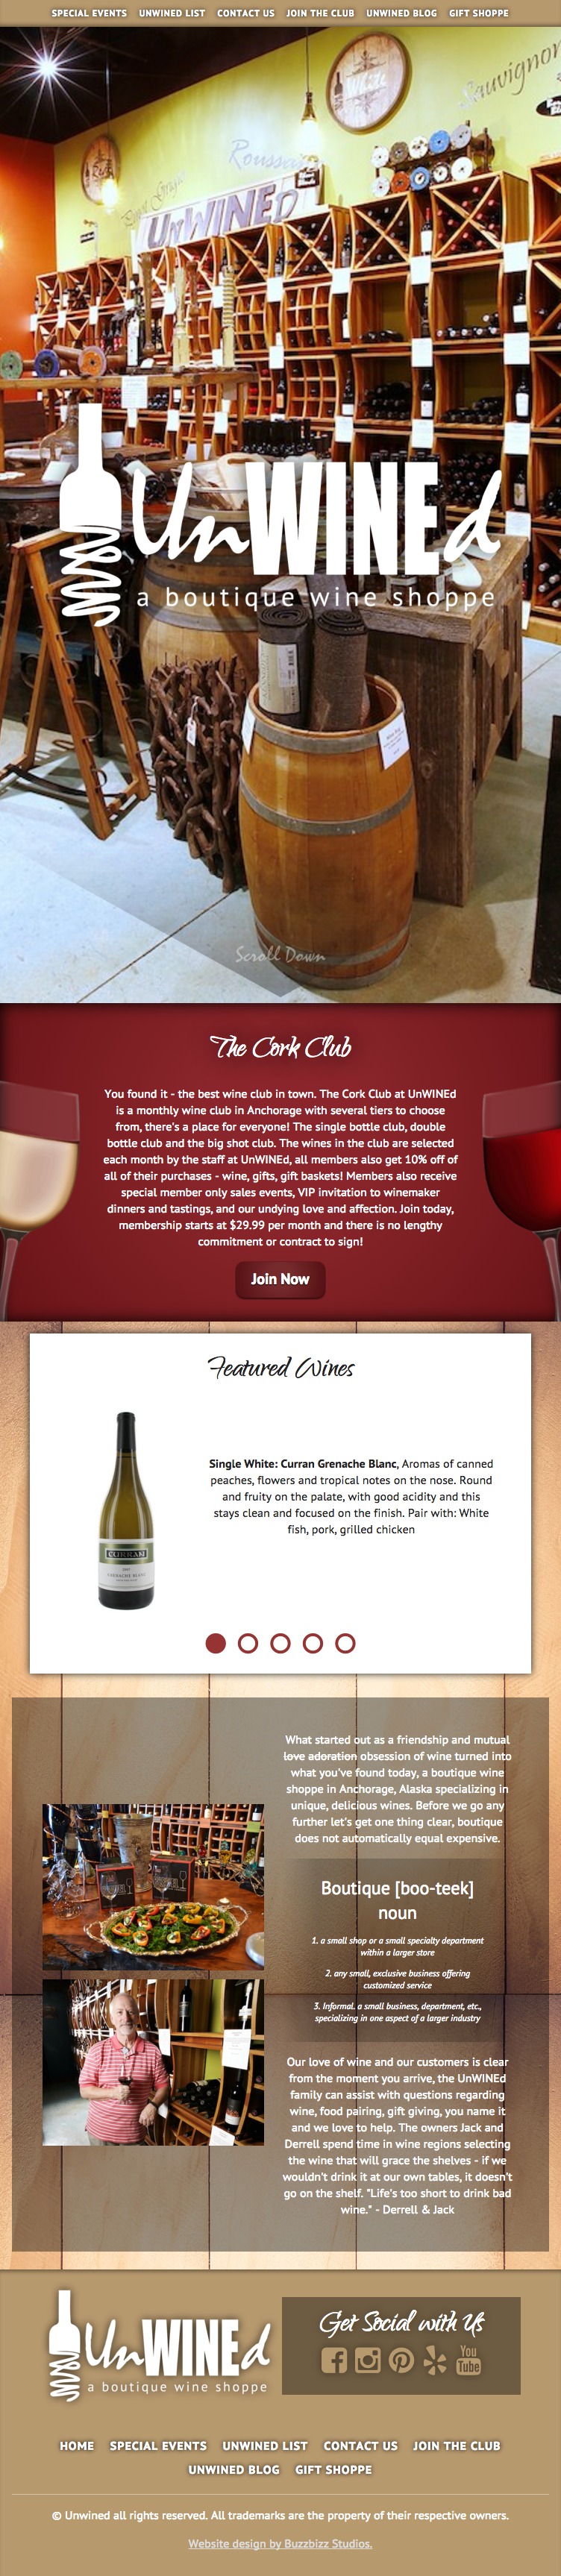 SPECIAL EVENTS UNWINED LIST CONTACT US JOIN THE CLUB UNWINED BLOG GIFT SHOPPE
Sauvignon
White
Pinot Grigio
UnWINEd
UnWINEd
a boutique wine shoppe
Scroll Down
The Cork Club
You found it - the best wine club in town. The Cork Club at UnWINEd
is a monthly wine club in Anchorage with several tiers to choose
from, there's a place for everyone! The single bottle club, double
bottle club and the big shot club. The wines in the club are selected
each month by the staff at UnWINEd, all members also get 10% off of
all of their purchases - wine, gifts, gift baskets! Members also receive
special member only sales events, VIP invitation to winemaker
dinners and tastings, and our undying love and affection. Join today,
membership starts at $29.99 per month and there is no lengthy
commitment or contract to sign!
Join Now
Featured Wines
Single White: Curran Grenache Blanc, Aromas of canned
peaches, flowers and tropical notes on the nose. Round
and fruity on the palate, with good acidity and this
stays clean and focused on the finish. Pair with: White
fish, pork, grilled chicken
CURRAN
GRENACHE BLANC
What started out as a friendship and mutual
love adoration obsession of wine turned into
what you've found today, a boutique wine
shoppe in Anchorage, Alaska specializing in
unique, delicious wines. Before we go any
further let's get one thing clear, boutique
does not automatically equal expensive.
Boutique [boo-teek]
noun
1. a small shop or a small specialty department
within a larger store
2. any small, exclusive business offering
customized service
3. Informal. a small business, department, etc.,
specializing in one aspect of a larger industry
Our love of wine and our customers is clear
from the moment you arrive, the UnWINEd
family can assist with questions regarding
wine, food pairing, gift giving, you name it
and we love to help. The owners Jack and
Derrell spend time in wine regions selecting
the wine that will grace the shelves - if we
wouldn't drink it at our own tables, it doesn't
go on the shelf. "Life's too short to drink bad
wine." - Derrell & Jack
UnWINEd
a boutique wine shoppe
Get Social with Us
You
Tube
HOME SPECIAL EVENTS UNWINED LIST CONTACT US JOIN THE CLUB
UNWINED BLOG GIFT SHOPPE
© Unwined all rights reserved. All trademarks are the property of their respective owners.
Website design by Buzzbizz Studios.